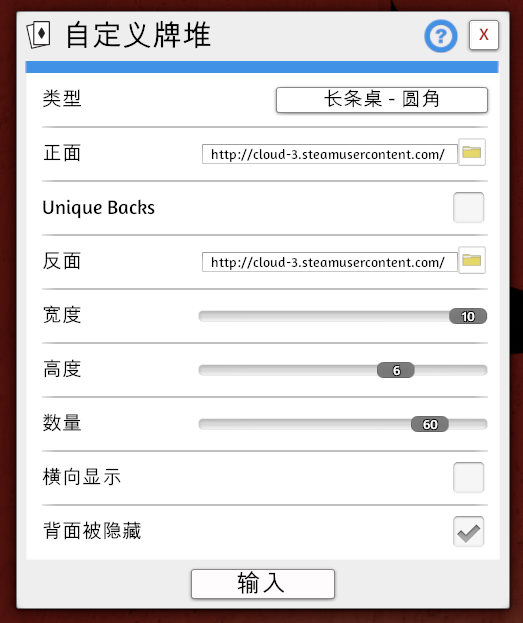 自定义牌堆
?
X
类型
长条桌 - 圆角
正面
http://cloud-3.steamusercontent.com/
Unique Backs
反面
http://cloud-3.steamusercontent.com/
宽度
10
高度
6
数量
60
横向显示
背面被隐藏
输入